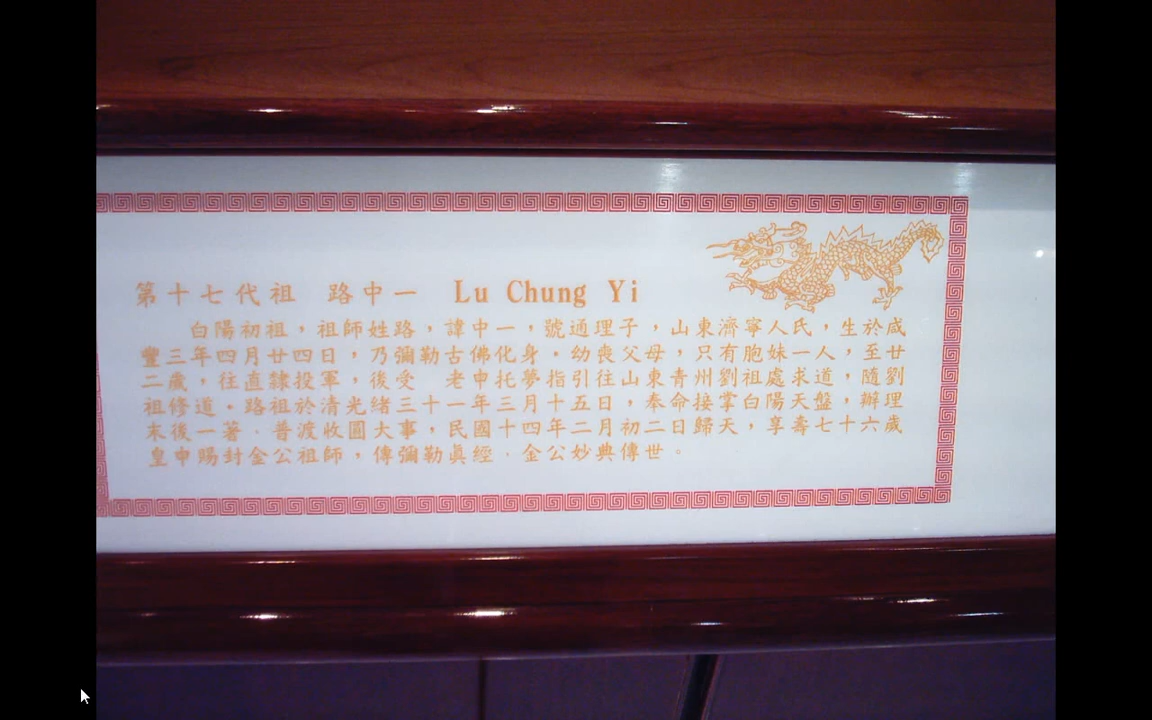 第十七代祖 路中一 Lu Chung Yi
白陽初祖，祖師姓路，諱中一，號通理子，山東濟寧人氏，生於咸
豐三年四月廿四日，乃彌勒古佛化身。幼喪父母，只有胞妹一人，至廿
二歲，往直隸投軍，後受 老申托夢指引往山東青州劉祖處求道，隨劉
祖修道。路祖於清光緒三十一年三月十五日，奉命接掌白陽天盤，辦理
末後一著﹒普渡收圓大事，民國十四年二月初二日歸天，享壽七十六歲
皇申賜封金公祖師，傳彌勒眞經﹒金公妙典傳世。